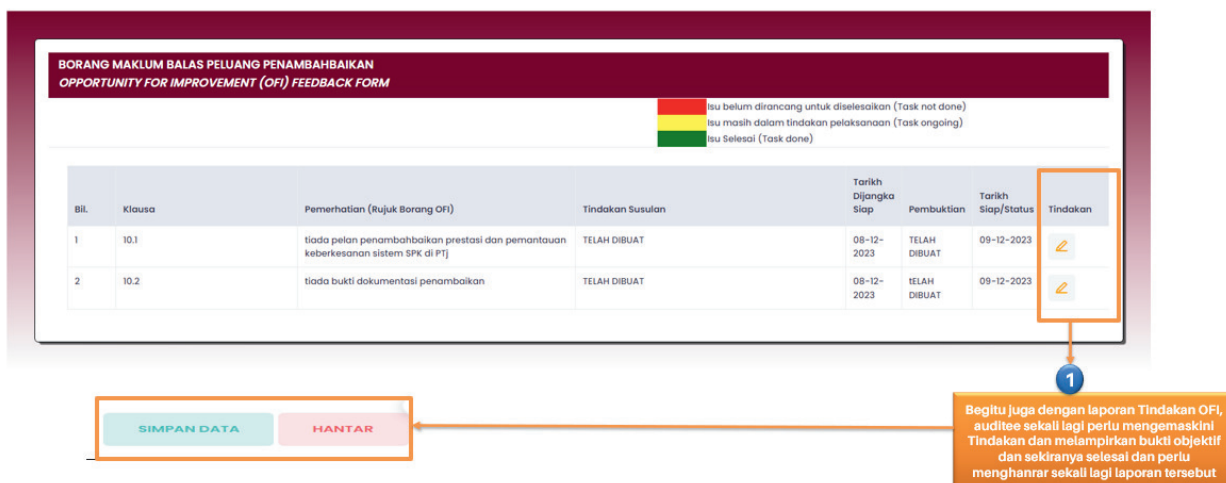 BORANG MAKLUM BALAS PELUANG PENAMBAHBAIKAN
OPPORTUNITY FOR IMPROVEMENT (OFI) FEEDBACK FORM
Isu belum dirancang untuk diselesaikan (Task not done)
Isu masih dalam tindakan pelaksanaan (Task ongoing)
Isu Selesai (Task done)
Bil. Klausa Pemerhatian (Rujuk Borang OFI) Tindakan Susulan Tarikh Dijangka Siap Pembuktian Tarikh Siap/Status Tindakan
1 10.1 tiada pelan penambahbaikan prestasi dan pemantauan TELAH DIBUAT 08-12- TELAH 09-12-2023
keberkesanan sistem SPK di PTj 2023 DIBUAT
2 10.2 tiada bukti dokumentasi penambaikan TELAH DIBUAT 08-12- tELAH 09-12-2023
2023 DIBUAT
1
SIMPAN DATA HANTAR
Begitu juga dengan laporan Tindakan OFI,
auditee sekali lagi perlu mengemaskini
Tindakan dan melampirkan bukti objektif
dan sekiranya selesai dan perlu
menghanrar sekali lagi laporan tersebut